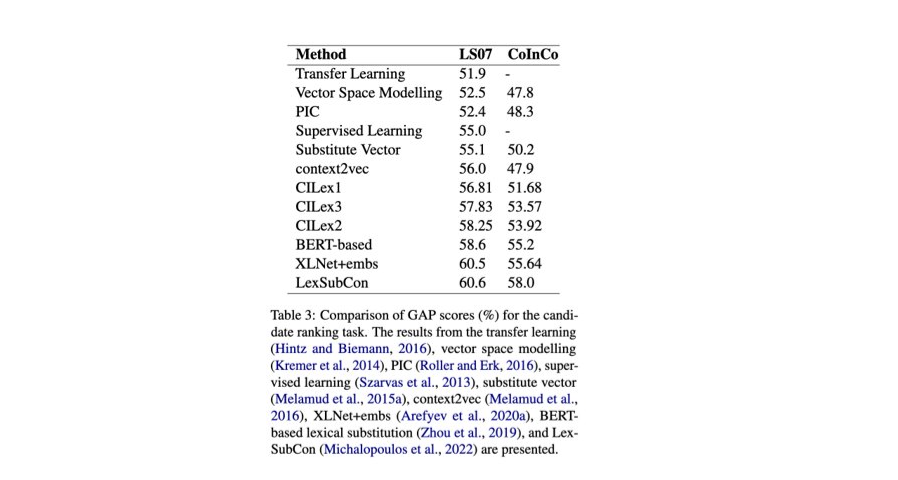 Method LS07 CoInCo
Transfer Learning 51.9 -
Vector Space Modelling 52.5 47.8
PIC 52.4 48.3
Supervised Learning 55.0 -
Substitute Vector 55.1 50.2
context2vec 56.0 47.9
CILex1 56.81 51.68
CILex3 57.83 53.57
CILex2 58.25 53.92
BERT-based 58.6 55.2
XLNet+embs 60.5 55.64
LexSubCon 60.6 58.0
Table 3: Comparison of GAP scores (%) for the candi-
date ranking task. The results from the transfer learning
(Hintz and Biemann, 2016), vector space modelling
(Kremer et al., 2014), PIC (Roller and Erk, 2016), super-
vised learning (Szarvas et al., 2013), substitute vector
(Melamud et al., 2015a), context2vec (Melamud et al.,
2016), XLNet+embs (Arefyev et al., 2020a), BERT-
based lexical substitution (Zhou et al., 2019), and Lex-
SubCon (Michalopoulos et al., 2022) are presented.